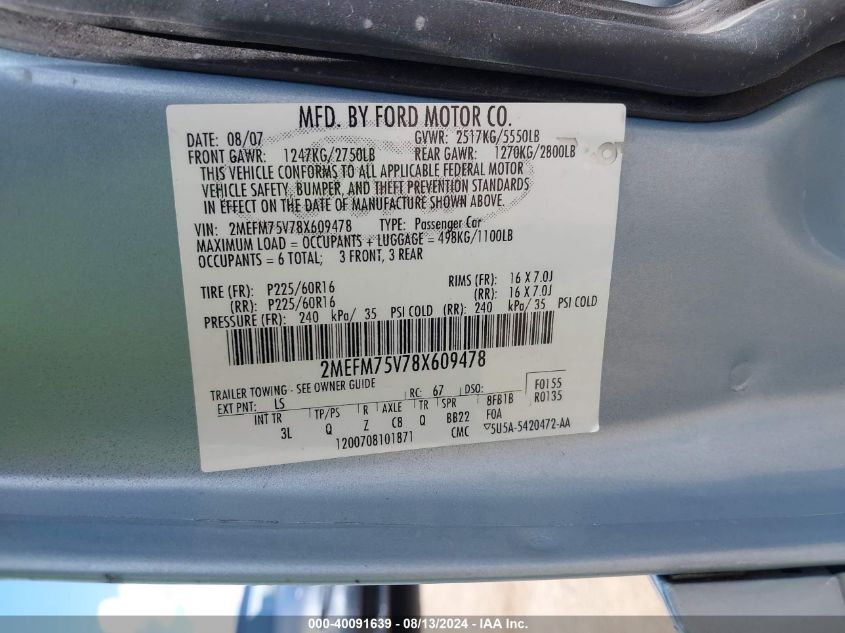 MFD. BY FORD MOTOR CO.
DATE: 08/07 GVWR: 2517KG/5550LB
FRONT GAWR: 1247KG/2750LB REAR GAWR: 1270KG/2800LB
THIS VEHICLE CONFORMS TO ALL APPLICABLE FEDERAL MOTOR
VEHICLE SAFETY, BUMPER, AND THEFT PREVENTION STANDARDS
IN EFFECT ON THE DATE OF MANUFACTURE SHOWN ABOVE.
VIN: 2MEFM75V78X609478 TYPE: Passenger Car
MAXIMUM LOAD = OCCUPANTS + LUGGAGE = 498KG/1100LB
OCCUPANTS = 6 TOTAL; 3 FRONT, 3 REAR
TIRE (FR): P225/60R16 RIMS (FR): 16 X 7.0J
(RR): P225/60R16 (RR): 16 X 7.0J
PRESSURE (FR): 240 kPa/ 35 PSI COLD (RR): 240 kPa/ 35 PSI COLD
2MEFM75V78X609478
TRAILER TOWING - SEE OWNER GUIDE
EXT PNT: LS RC: 67 DSO: F0155
INT TR TP/PS R AXLE TR SPR 8FB1B R0135
3L Q Z C8 Q BB22 F0A
1200708101871 CMC ▽5U5A-5420472-AA
2-40091639 - 08/13/2024 - IAA Inc.